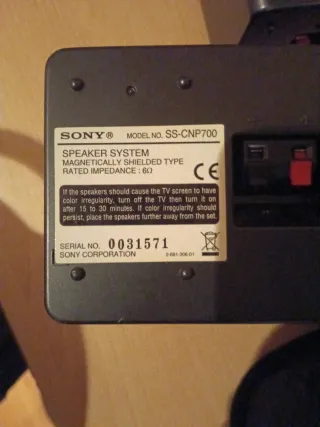 SONY® MODEL NO. SS-CNP700
SPEAKER SYSTEM
MAGNETICALLY SHIELDED TYPE
RATED IMPEDANCE : 6Ω
CE
If the speakers should cause the TV screen to have
color irregularity, turn off the TV then turn it on
after 15 to 30 minutes. If color irregularity should
persist, place the speakers further away from the set.
SERIAL NO. 0031571
SONY CORPORATION